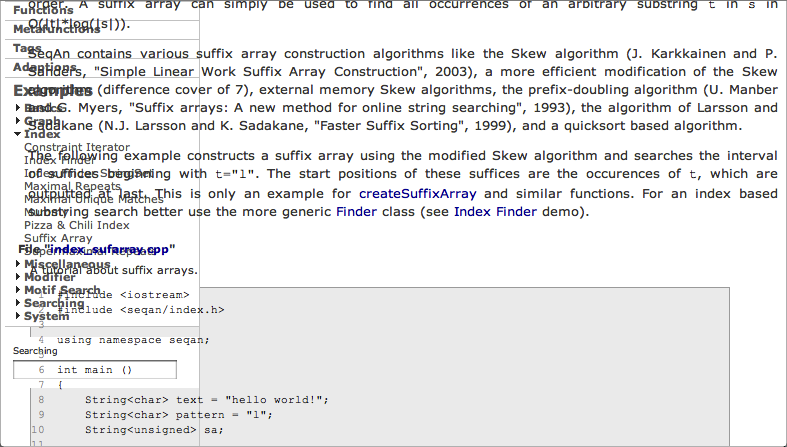 Functions
Metafunctions
Tags
Adaptions
Examples
Basics
Graph
Index
Constraint Iterator
Index Finder
Index Finder StringSet
Maximal Repeats
Maximal Unique Matches
Mummy
Pizza & Chili Index
Suffix Array
Supermaximal Repeats
Miscellaneous
Modifier
Motif Search
Searching
System
Searching
order. A suffix array can simply be used to find all occurrences of an arbitrary substring t in s in
O(|t|*log(|s|)).
SeqAn contains various suffix array construction algorithms like the Skew algorithm (J. Karkkainen and P.
Sanders, "Simple Linear Work Suffix Array Construction", 2003), a more efficient modification of the Skew
algorithm (difference cover of 7), external memory Skew algorithms, the prefix-doubling algorithm (U. Manber
and G. Myers, "Suffix arrays: A new method for online string searching", 1993), the algorithm of Larsson and
Sadakane (N.J. Larsson and K. Sadakane, "Faster Suffix Sorting", 1999), and a quicksort based algorithm.
The following example constructs a suffix array using the modified Skew algorithm and searches the interval
of suffices beginning with t="l". The start positions of these suffices are the occurences of t, which are
outputted at last. This is only an example for createSuffixArray and similar functions. For an index based
substring search better use the more generic Finder class (see Index Finder demo).
File "index_sufarray.cpp"
A tutorial about suffix arrays.
1 #include <iostream>
2 #include <seqan/index.h>
3
4 using namespace seqan;
5
6 int main ()
7 {
8 String<char> text = "hello world!";
9 String<char> pattern = "l";
10 String<unsigned> sa;
11